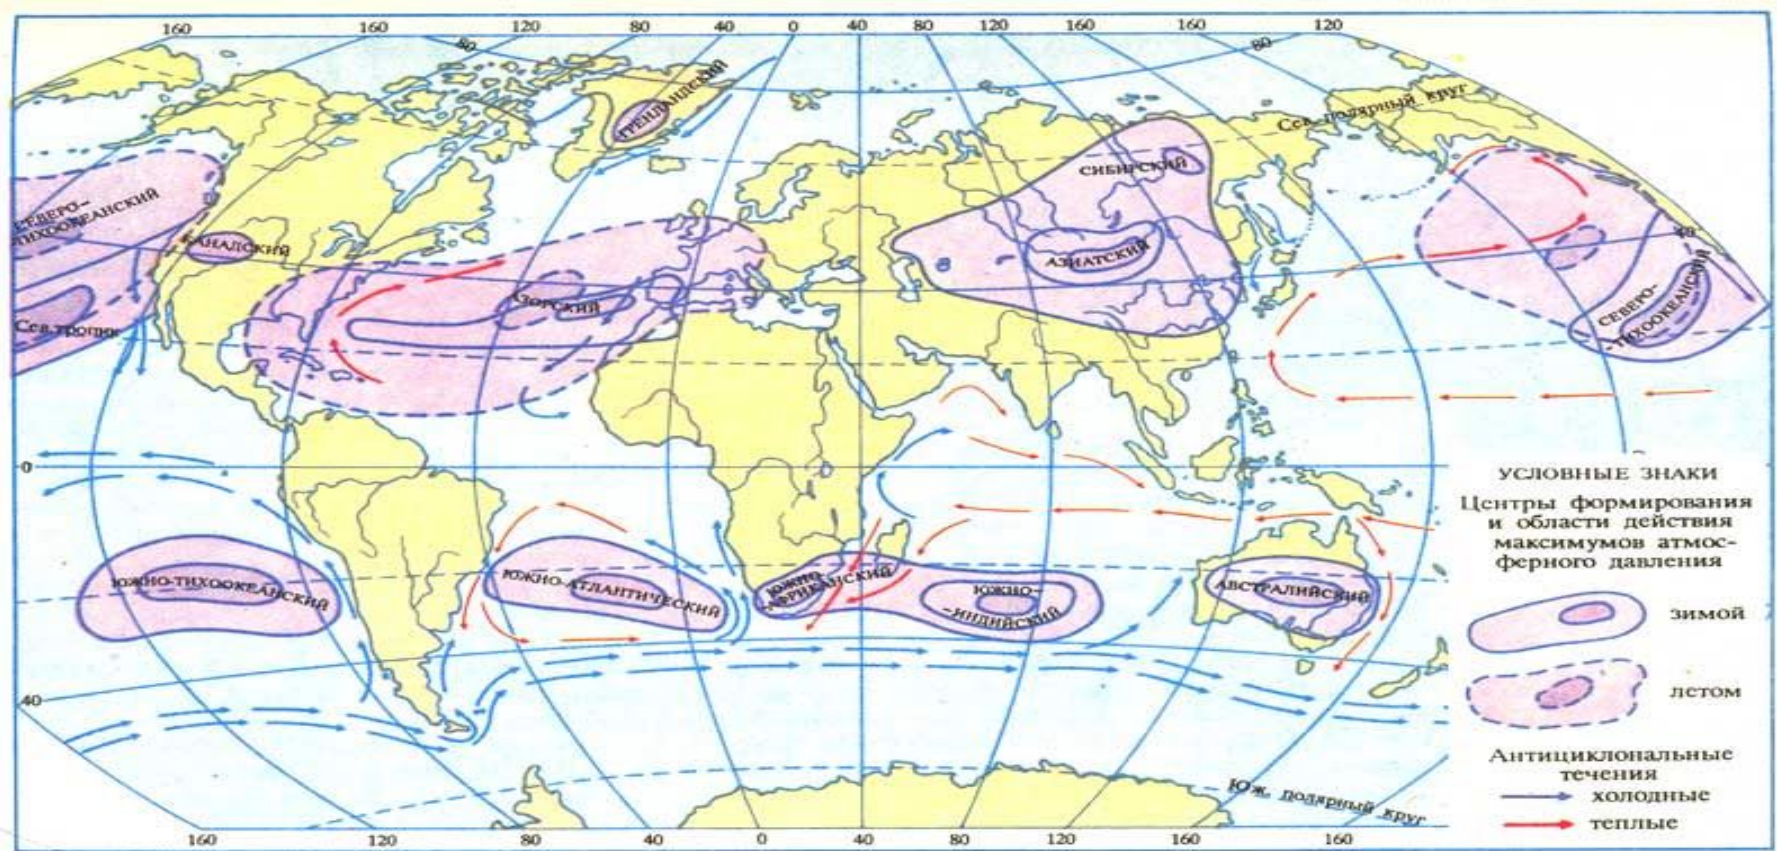 160 160 120 40 0 40 80 120 160 160 120
80 80
ГРЕНЛАНДСКИЙ
Сев. полярный круг
СИБИРСКИЙ
СЕВЕРО-
ТИХООКЕАНСКИЙ
КАНАДСКИЙ
АЗИАТСКИЙ
40
АЗОРСКИЙ
СЕВЕРО-
-ТИХООКЕАНСКИЙ
Сев. тропик
0
ЮЖНО-ТИХООКЕАНСКИЙ
ЮЖНО-АТЛАНТИЧЕСКИЙ
ЮЖНО-
-АФРИКАНСКИЙ
ЮЖНО-
-ИНДИЙСКИЙ
АВСТРАЛИЙСКИЙ
40
Юж. полярный круг
160 120 80 40 0 40 80 120 160 160
УСЛОВНЫЕ ЗНАКИ
Центры формирования
и области действия
максимумов атмос-
ферного давления
зимой
летом
Антициклональные
течения
холодные
теплые